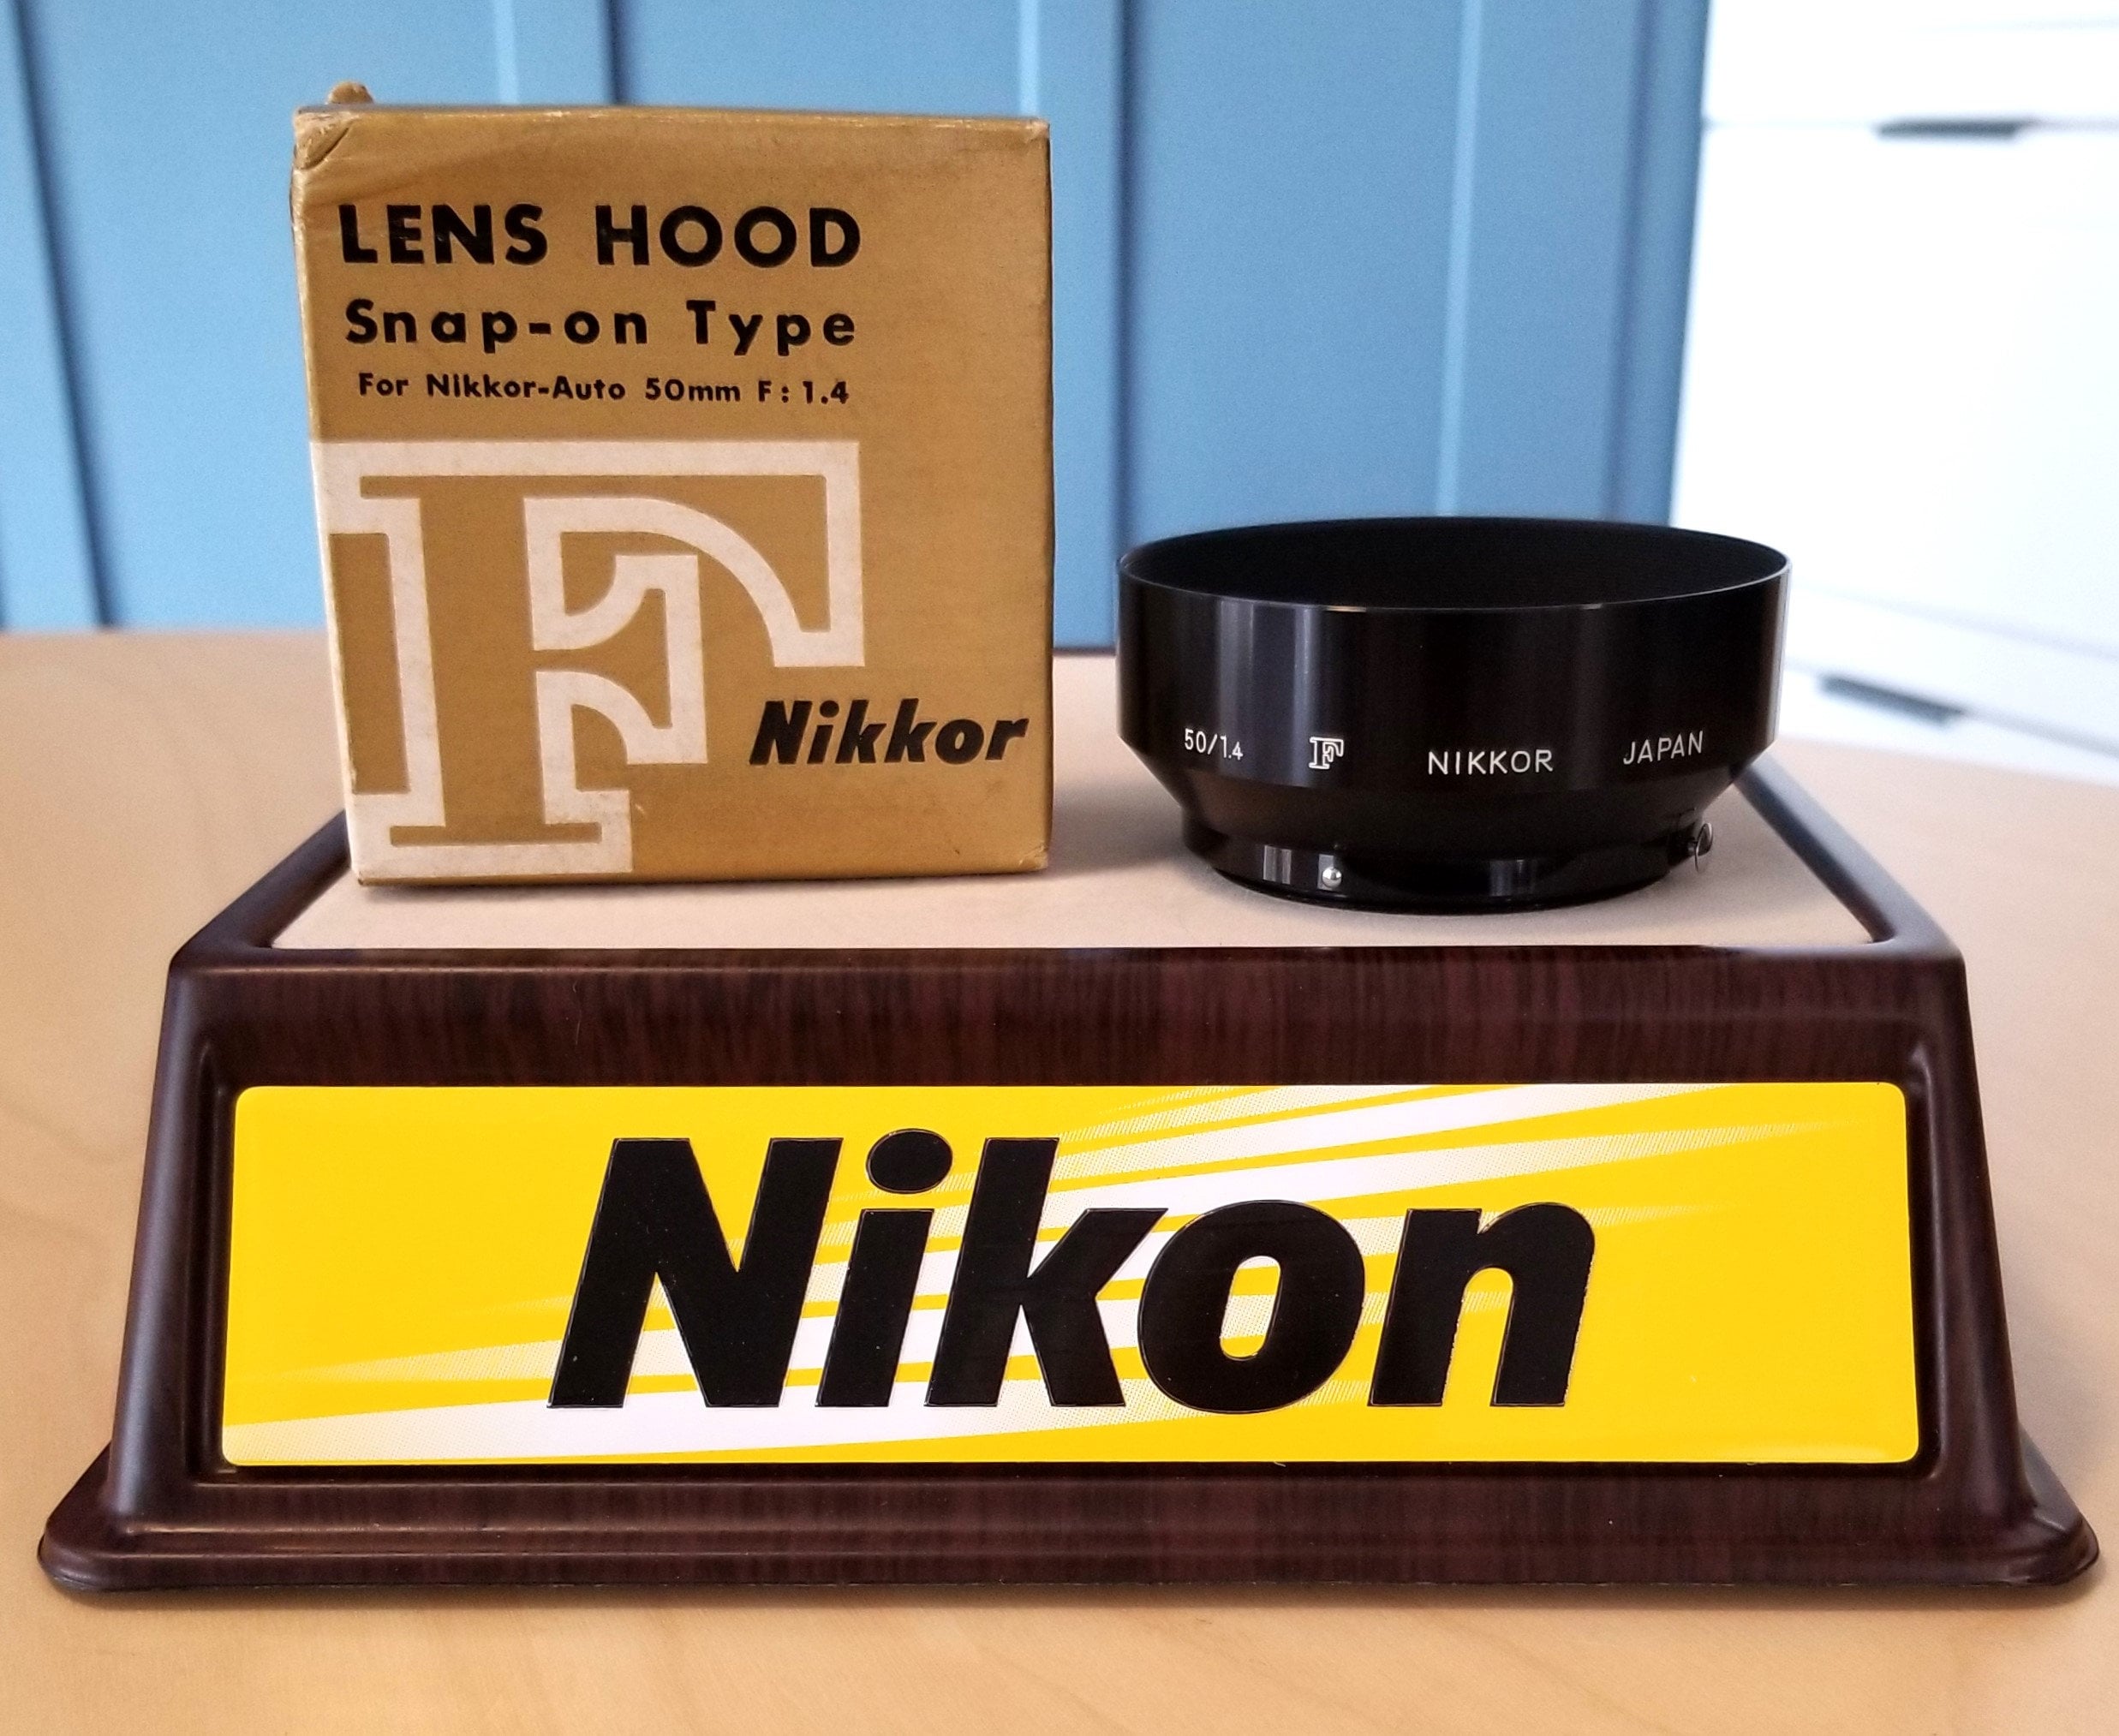 LENS HOOD
Snap-on Type
For Nikkor-Auto 50mm F:1.4
F
Nikkor
50/1.4 F NIKKOR JAPAN
Nikon